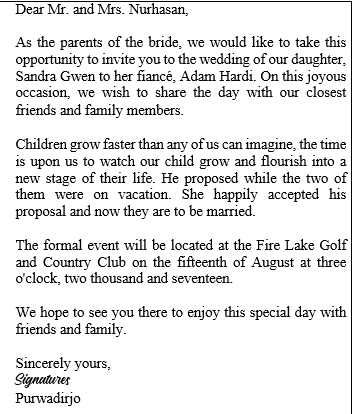 Dear Mr. and Mrs. Nurhasan,
As the parents of the bride, we would like to take this
opportunity to invite you to the wedding of our daughter,
Sandra Gwen to her fiancé, Adam Hardi. On this joyous
occasion, we wish to share the day with our closest
friends and family members.
Children grow faster than any of us can imagine, the time
is upon us to watch our child grow and flourish into a
new stage of their life. He proposed while the two of
them were on vacation. She happily accepted his
proposal and now they are to be married.
The formal event will be located at the Fire Lake Golf
and Country Club on the fifteenth of August at three
o'clock, two thousand and seventeen.
We hope to see you there to enjoy this special day with
friends and family.
Sincerely yours,
Signatures
Purwadirjo